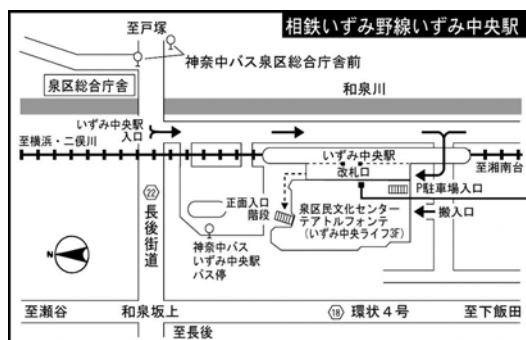 相鉄いずみ野線いずみ中央駅
至戸塚
神奈中バス泉区総合庁舎前
泉区総合庁舎
和泉川
いずみ中央駅
入口
至横浜・二俣川
いずみ中央駅
至湘南台
改札口
P駐車場入口
22
長後街道
正面入口
階段
泉区民文化センター
テアトルフォンテ
(いずみ中央ライフ3F)
搬入口
神奈中バス
いずみ中央駅
バス停
N
至瀬谷
和泉坂上
18
環状4号
至下飯田
至長後